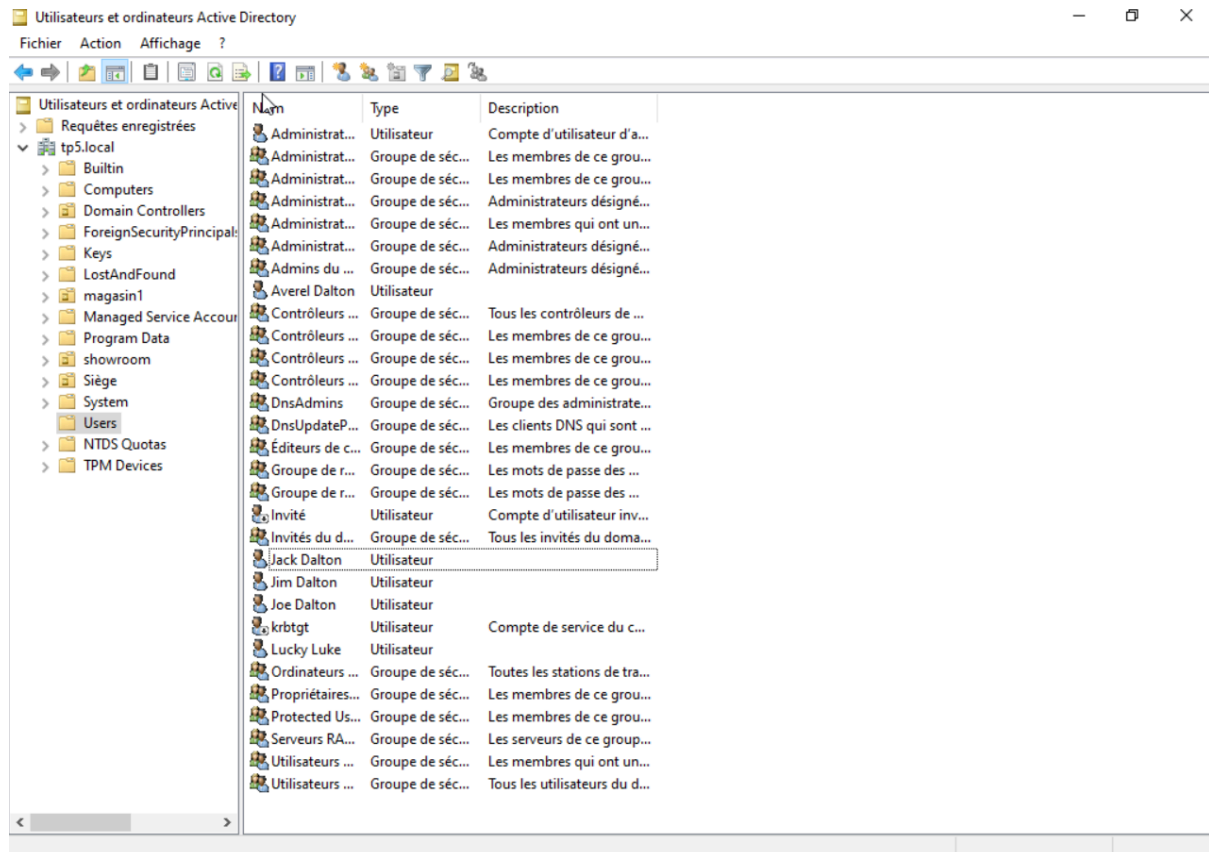 Utilisateurs et ordinateurs Active Directory
Fichier Action Affichage ?
Utilisateurs et ordinateurs Active
Requêtes enregistrées
tp5.local
Builtin
Computers
Domain Controllers
ForeignSecurityPrincipal
Keys
LostAndFound
magasin1
Managed Service Accour
Program Data
showroom
Siège
System
Users
NTDS Quotas
TPM Devices
Nom Type Description
Administrat... Utilisateur Compte d'utilisateur d'a...
Administrat... Groupe de séc... Les membres de ce grou...
Administrat... Groupe de séc... Les membres de ce grou...
Administrat... Groupe de séc... Administrateurs désigné...
Administrat... Groupe de séc... Les membres qui ont un...
Administrat... Groupe de séc... Administrateurs désigné...
Admins du ... Groupe de séc... Administrateurs désigné...
Averel Dalton Utilisateur
Contrôleurs ... Groupe de séc... Tous les contrôleurs de ...
Contrôleurs ... Groupe de séc... Les membres de ce grou...
Contrôleurs ... Groupe de séc... Les membres de ce grou...
Contrôleurs ... Groupe de séc... Les membres de ce grou...
DnsAdmins Groupe de séc... Groupe des administrate...
DnsUpdateP... Groupe de séc... Les clients DNS qui sont ...
Éditeurs de c... Groupe de séc... Les membres de ce grou...
Groupe de r... Groupe de séc... Les mots de passe des ...
Groupe de r... Groupe de séc... Les mots de passe des ...
Invité Utilisateur Compte d'utilisateur inv...
Invités du d... Groupe de séc... Tous les invités du doma...
Jack Dalton Utilisateur
Jim Dalton Utilisateur
Joe Dalton Utilisateur
krbtgt Utilisateur Compte de service du c...
Lucky Luke Utilisateur
Ordinateurs ... Groupe de séc... Toutes les stations de tra...
Propriétaires... Groupe de séc... Les membres de ce grou...
Protected Us... Groupe de séc... Les membres de ce grou...
Serveurs RA... Groupe de séc... Les serveurs de ce group...
Utilisateurs ... Groupe de séc... Les membres qui ont un...
Utilisateurs ... Groupe de séc... Tous les utilisateurs du d...